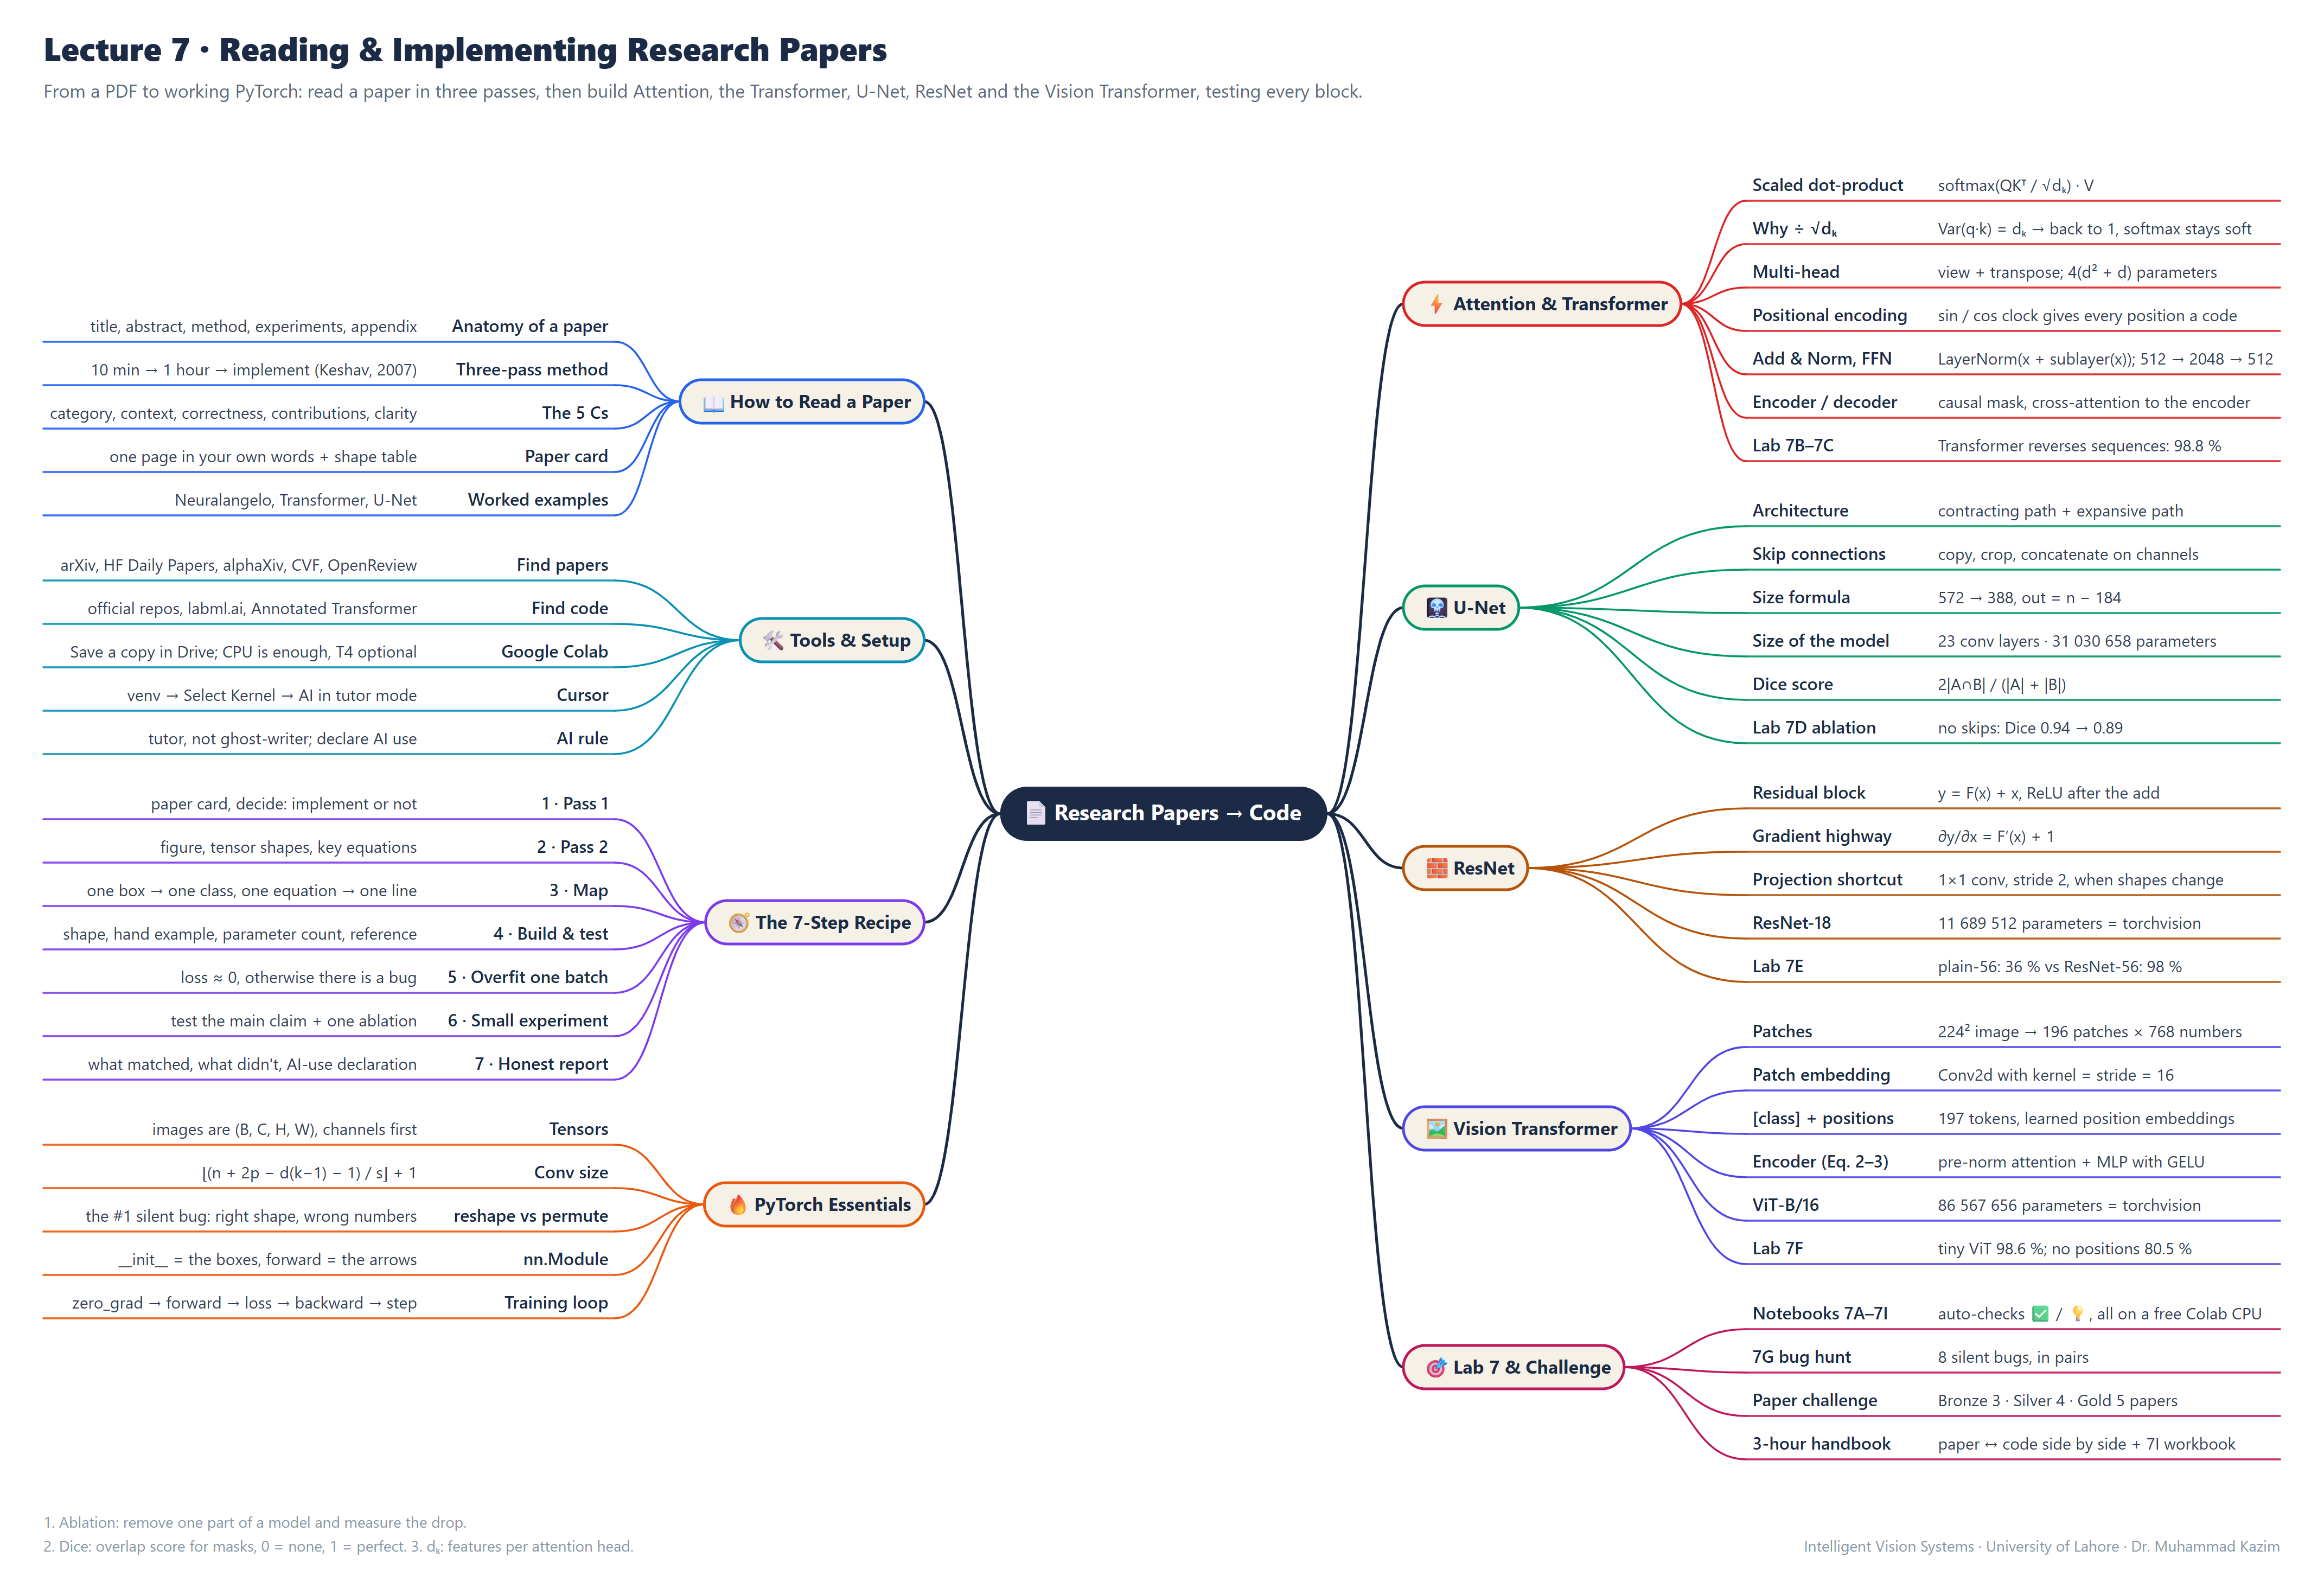 Lecture 7 · Reading & Implementing Research Papers
From a PDF to working PyTorch: read a paper in three passes, then build Attention, the Transformer, U-Net, ResNet and the Vision Transformer, testing every block.
📄 Research Papers → Code
📖 How to Read a Paper
title, abstract, method, experiments, appendix Anatomy of a paper
10 min → 1 hour → implement (Keshav, 2007) Three-pass method
category, context, correctness, contributions, clarity The 5 Cs
one page in your own words + shape table Paper card
Neuralangelo, Transformer, U-Net Worked examples
🛠️ Tools & Setup
arXiv, HF Daily Papers, alphaXiv, CVF, OpenReview Find papers
official repos, labml.ai, Annotated Transformer Find code
Save a copy in Drive; CPU is enough, T4 optional Google Colab
venv → Select Kernel → AI in tutor mode Cursor
tutor, not ghost-writer; declare AI use AI rule
🧭 The 7-Step Recipe
paper card, decide: implement or not 1 · Pass 1
figure, tensor shapes, key equations 2 · Pass 2
one box → one class, one equation → one line 3 · Map
shape, hand example, parameter count, reference 4 · Build & test
loss ≈ 0, otherwise there is a bug 5 · Overfit one batch
test the main claim + one ablation 6 · Small experiment
what matched, what didn't, AI-use declaration 7 · Honest report
🔥 PyTorch Essentials
images are (B, C, H, W), channels first Tensors
⌊(n + 2p − d(k−1) − 1) / s⌋ + 1 Conv size
the #1 silent bug: right shape, wrong numbers reshape vs permute
__init__ = the boxes, forward = the arrows nn.Module
zero_grad → forward → loss → backward → step Training loop
⚡ Attention & Transformer
Scaled dot-product softmax(QKᵀ / √dₖ) · V
Why ÷ √dₖ Var(q·k) = dₖ → back to 1, softmax stays soft
Multi-head view + transpose; 4(d² + d) parameters
Positional encoding sin / cos clock gives every position a code
Add & Norm, FFN LayerNorm(x + sublayer(x)); 512 → 2048 → 512
Encoder / decoder causal mask, cross-attention to the encoder
Lab 7B–7C Transformer reverses sequences: 98.8 %
🩻 U-Net
Architecture contracting path + expansive path
Skip connections copy, crop, concatenate on channels
Size formula 572 → 388, out = n − 184
Size of the model 23 conv layers · 31 030 658 parameters
Dice score 2|A∩B| / (|A| + |B|)
Lab 7D ablation no skips: Dice 0.94 → 0.89
🧱 ResNet
Residual block y = F(x) + x, ReLU after the add
Gradient highway ∂y/∂x = F′(x) + 1
Projection shortcut 1×1 conv, stride 2, when shapes change
ResNet-18 11 689 512 parameters = torchvision
Lab 7E plain-56: 36 % vs ResNet-56: 98 %
🖼️ Vision Transformer
Patches 224² image → 196 patches × 768 numbers
Patch embedding Conv2d with kernel = stride = 16
[class] + positions 197 tokens, learned position embeddings
Encoder (Eq. 2–3) pre-norm attention + MLP with GELU
ViT-B/16 86 567 656 parameters = torchvision
Lab 7F tiny ViT 98.6 %; no positions 80.5 %
🎯 Lab 7 & Challenge
Notebooks 7A–7I auto-checks ✅ / 💡, all on a free Colab CPU
7G bug hunt 8 silent bugs, in pairs
Paper challenge Bronze 3 · Silver 4 · Gold 5 papers
3-hour handbook paper ↔ code side by side + 7I workbook
1. Ablation: remove one part of a model and measure the drop.
2. Dice: overlap score for masks, 0 = none, 1 = perfect. 3. dₖ: features per attention head.
Intelligent Vision Systems · University of Lahore · Dr. Muhammad Kazim